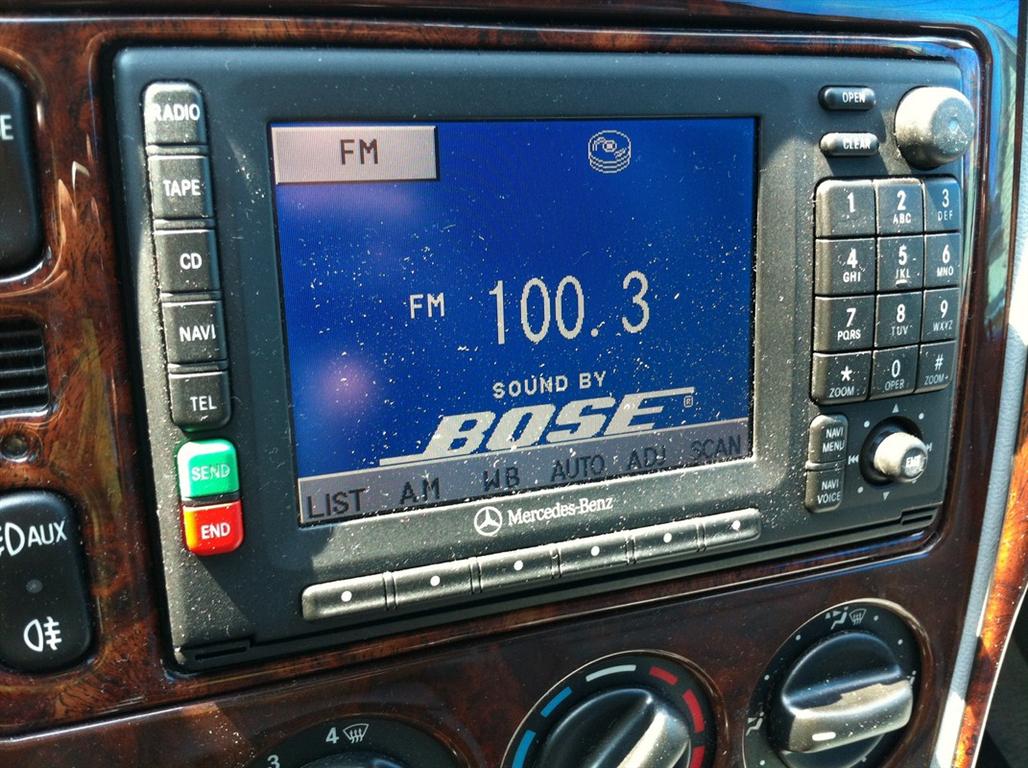 RADIO
TAPE
CD
NAVI
TEL
SEND
END
FM
FM 100.3
SOUND BY
BOSE®
LIST AM WB AUTO ADJ SCAN
Mercedes-Benz
OPEN
CLEAR
1 2 ABC 3 DEF
4 GHI 5 JKL 6 MNO
7 PQRS 8 TUV 9 WXYZ
* ZOOM 0 OPER # ZOOM
NAVI
MENU
NAVI
VOICE
E
AUX
3 4